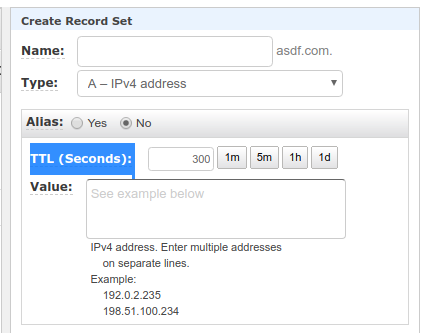 Create Record Set
Name: asdf.com.
Type: A – IPv4 address
Alias: Yes No
TTL (Seconds): 300 1m 5m 1h 1d
Value: See example below
IPv4 address. Enter multiple addresses
on separate lines.
Example:
192.0.2.235
198.51.100.234